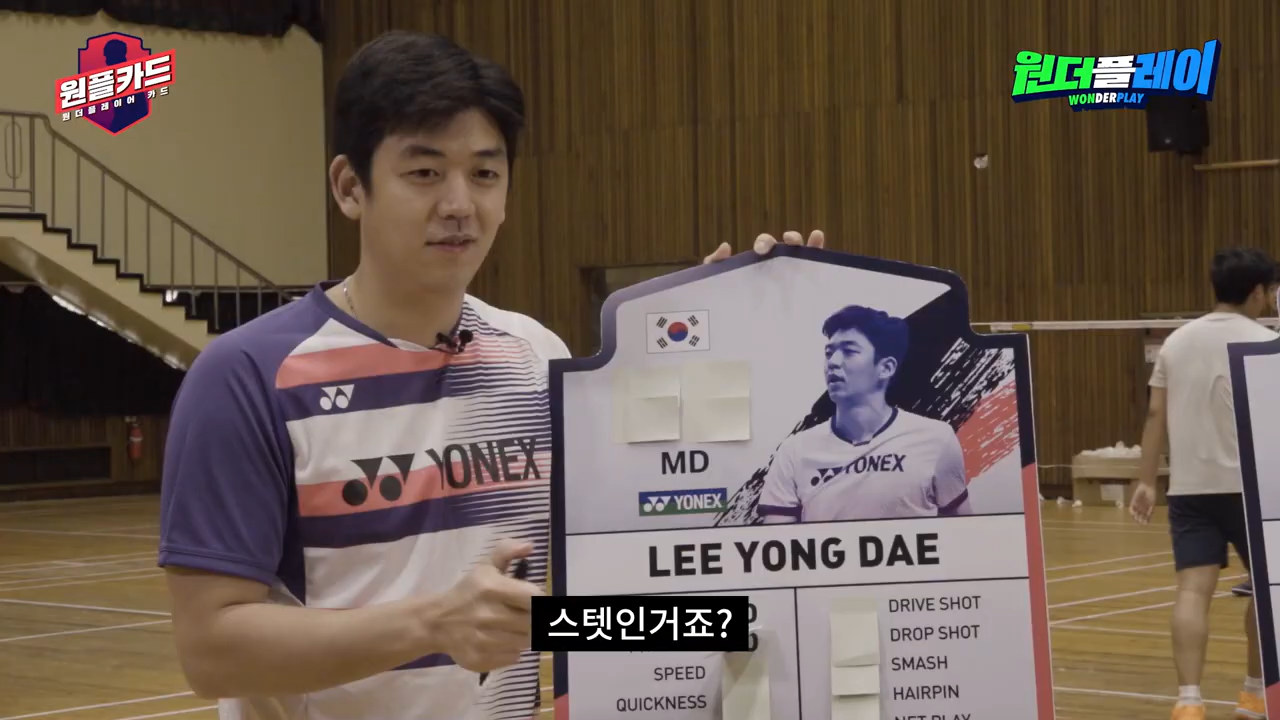 원플카드
원더플레이어 카드
원더플레이
WONDERPLAY
YONEX
MD
YONEX
YONEX
LEE YONG DAE
DRIVE SHOT
DROP SHOT
SPEED
SMASH
QUICKNESS
HAIRPIN
NET PLAY
스텟인거죠?